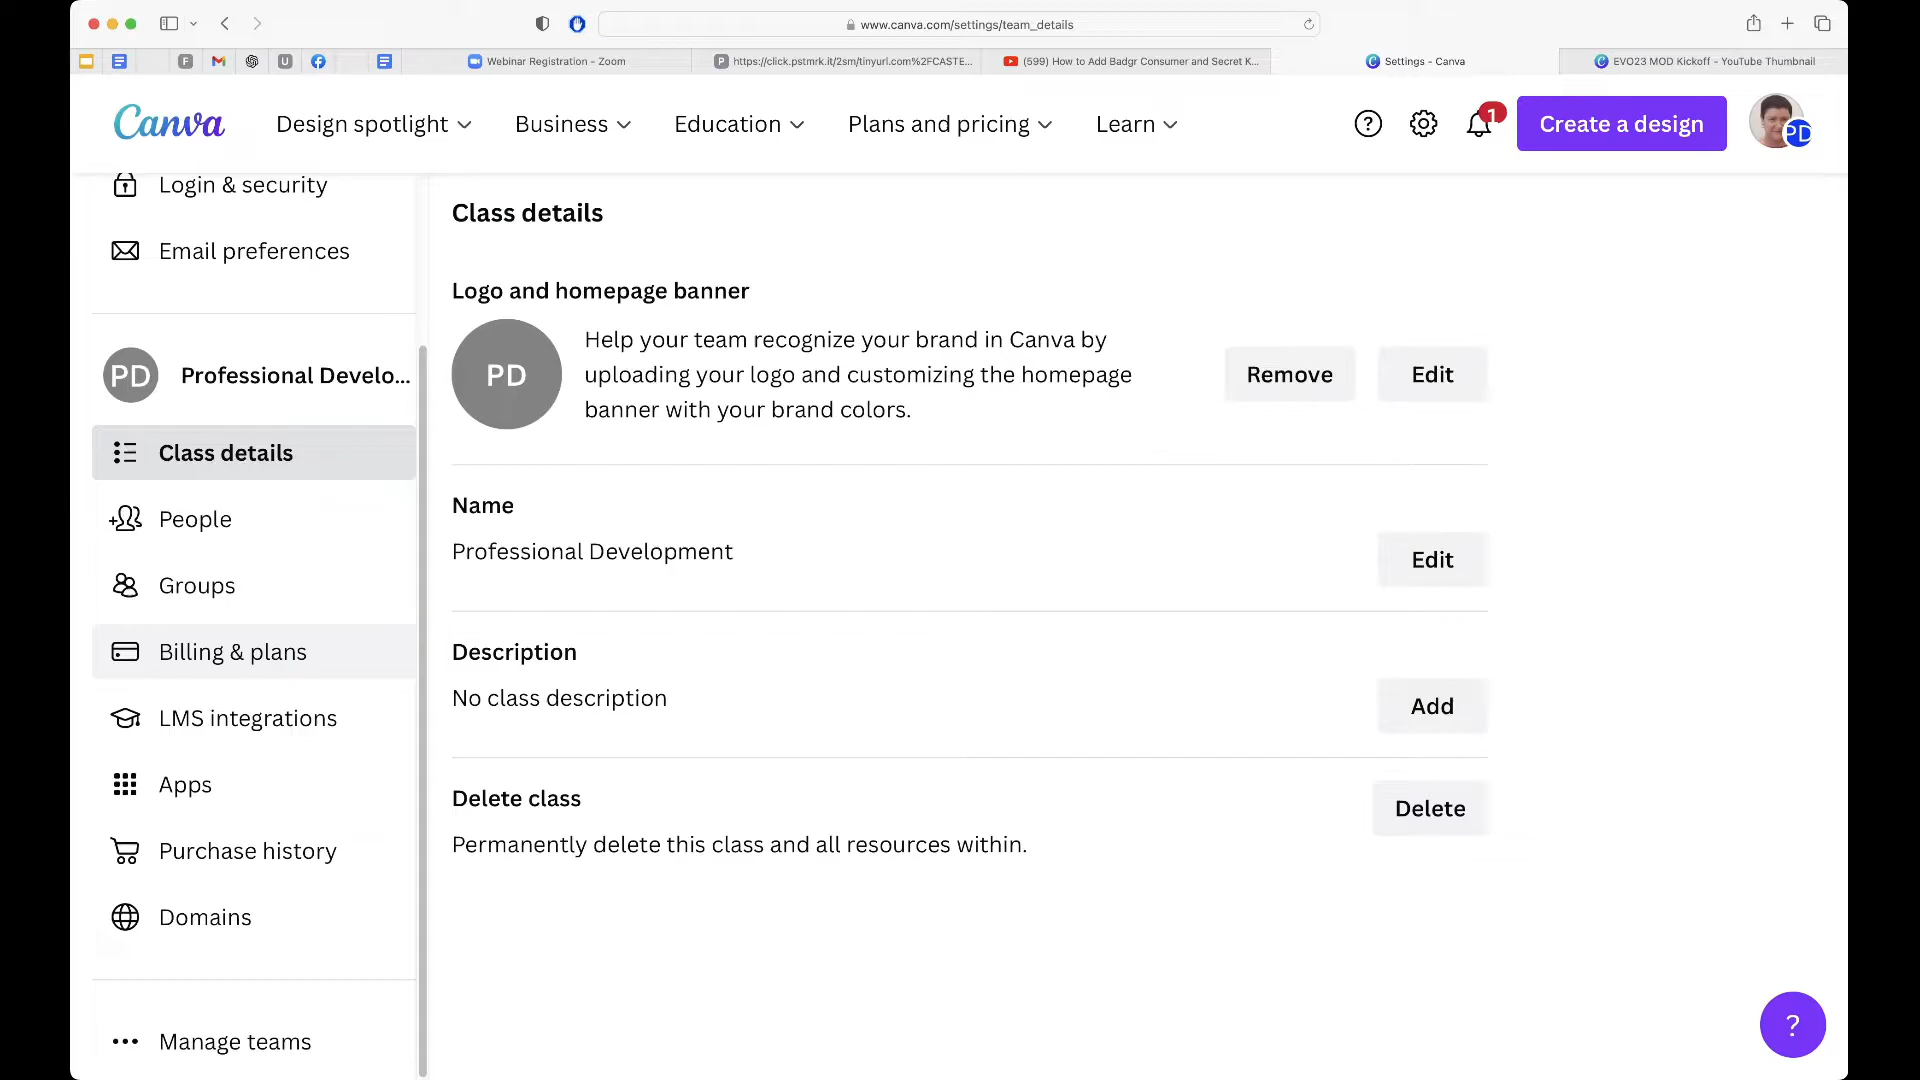 www.canva.com/settings/team_details
F
U
Webinar Registration - Zoom
P
https://click.pstmrk.it/2sm/tinyurl.com%2FCASTE...
(599) How to Add Badgr Consumer and Secret K...
C
Settings - Canva
C
EVO23 MOD Kickoff - YouTube Thumbnail
Canva
Design spotlight
Business
Education
Plans and pricing
Learn
?
1
Create a design
PD
Login & security
Email preferences
PD
Professional Develo...
Class details
People
Groups
Billing & plans
LMS integrations
Apps
Purchase history
Domains
Manage teams
Class details
Logo and homepage banner
PD
Help your team recognize your brand in Canva by
uploading your logo and customizing the homepage
banner with your brand colors.
Remove
Edit
Name
Professional Development
Edit
Description
No class description
Add
Delete class
Permanently delete this class and all resources within.
Delete
?